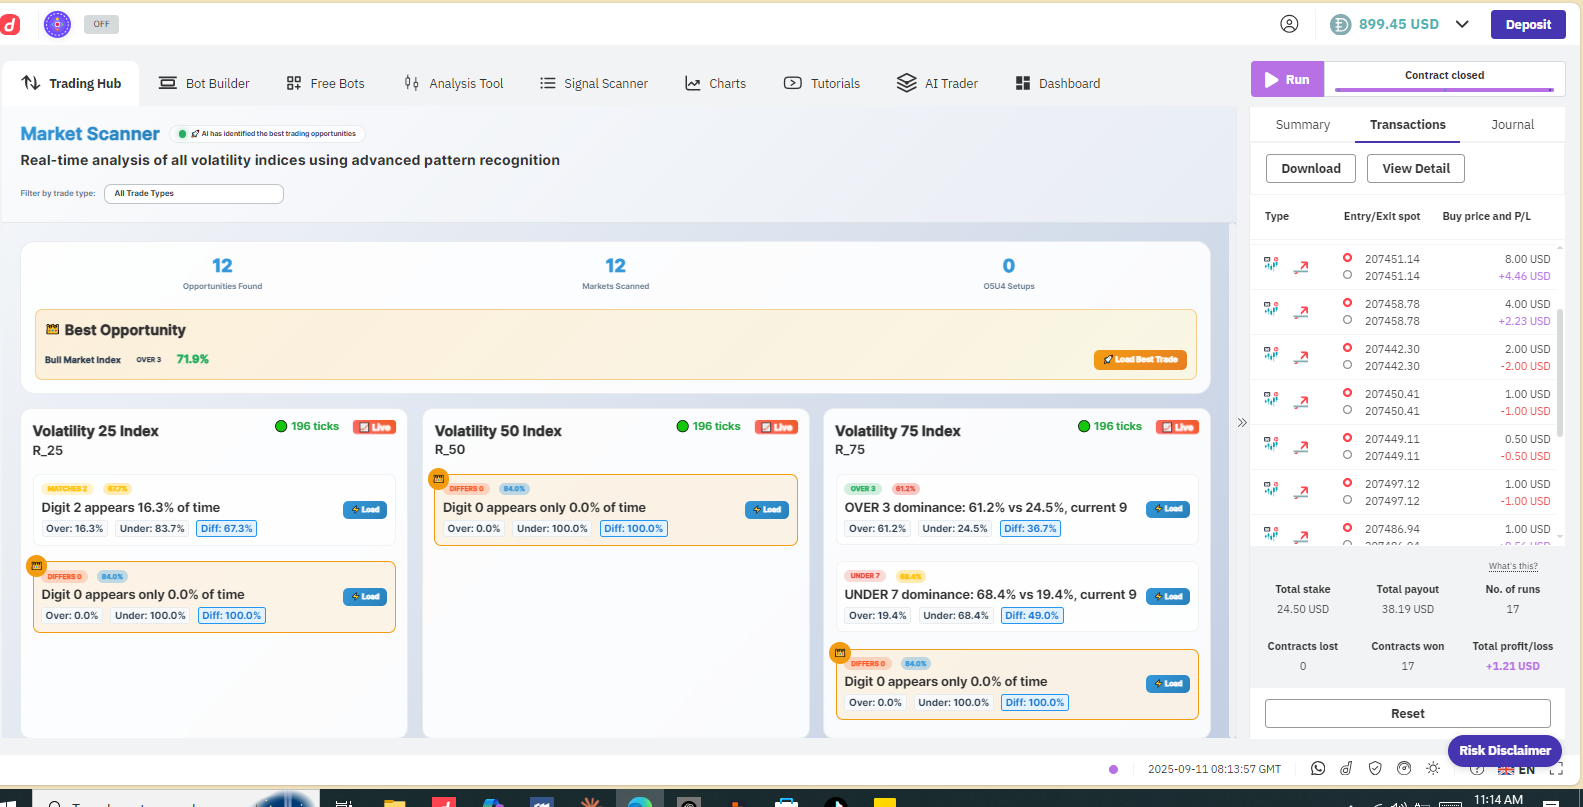 d
OFF
899.45 USD
Deposit
Trading Hub
Bot Builder
Free Bots
Analysis Tool
Signal Scanner
Charts
Tutorials
AI Trader
Dashboard
Run
Contract closed
Market Scanner
AI has identified the best trading opportunities
Real-time analysis of all volatility indices using advanced pattern recognition
Filter by trade type:
All Trade Types
12
Opportunities Found
12
Markets Scanned
0
O5U4 Setups
Best Opportunity
Bull Market Index
OVER 3
71.9%
Load Best Trade
Volatility 25 Index
196 ticks
Live
R_25
MATCHES 2
67.7%
Digit 2 appears 16.3% of time
Load
Over: 16.3%
Under: 83.7%
Diff: 67.3%
DIFFERS 0
84.0%
Digit 0 appears only 0.0% of time
Load
Over: 0.0%
Under: 100.0%
Diff: 100.0%
Volatility 50 Index
196 ticks
Live
R_50
DIFFERS 0
84.0%
Digit 0 appears only 0.0% of time
Load
Over: 0.0%
Under: 100.0%
Diff: 100.0%
Volatility 75 Index
196 ticks
Live
R_75
OVER 3
61.2%
OVER 3 dominance: 61.2% vs 24.5%, current 9
Load
Over: 61.2%
Under: 24.5%
Diff: 36.7%
UNDER 7
68.4%
UNDER 7 dominance: 68.4% vs 19.4%, current 9
Load
Over: 19.4%
Under: 68.4%
Diff: 49.0%
DIFFERS 0
84.0%
Digit 0 appears only 0.0% of time
Load
Over: 0.0%
Under: 100.0%
Diff: 100.0%
Summary
Transactions
Journal
Download
View Detail
Type
Entry/Exit spot
Buy price and P/L
207451.14
8.00 USD
207451.14
+4.46 USD
207458.78
4.00 USD
207458.78
+2.23 USD
207442.30
2.00 USD
207442.30
-2.00 USD
207450.41
1.00 USD
207450.41
-1.00 USD
207449.11
0.50 USD
207449.11
-0.50 USD
207497.12
1.00 USD
207497.12
-1.00 USD
207486.94
1.00 USD
What's this?
Total stake
Total payout
No. of runs
24.50 USD
38.19 USD
17
Contracts lost
Contracts won
Total profit/loss
0
17
+1.21 USD
Reset
Risk Disclaimer
2025-09-11 08:13:57 GMT
EN
11:14 AM